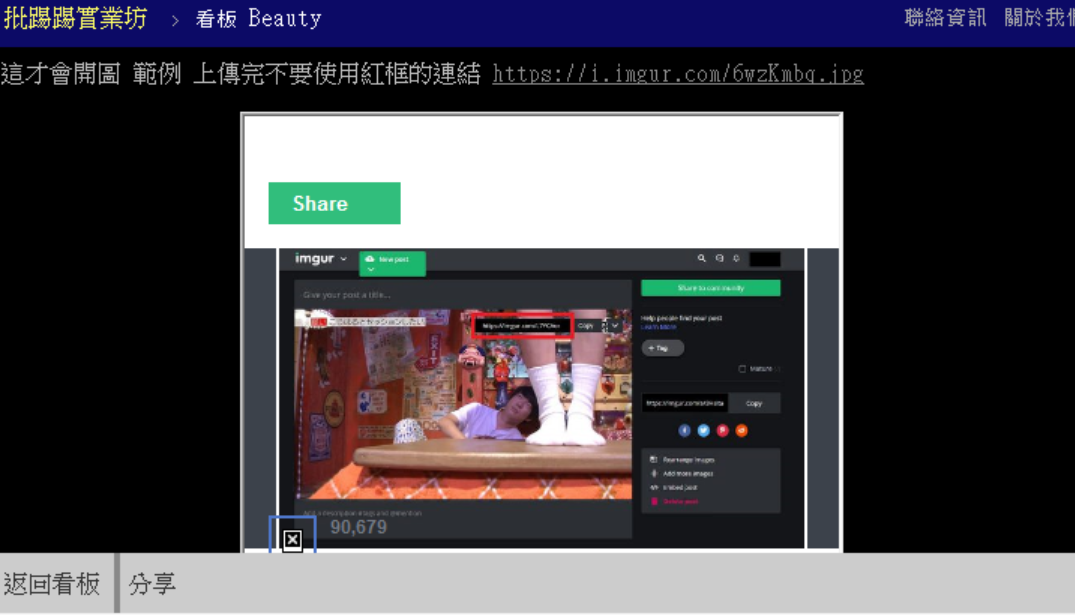 批踢踢實業坊 › 看板 Beauty 聯絡資訊 關於我們
這才會開圖 範例 上傳完不要使用紅框的連結 https://i.imgur.com/6wzKmbq.jpg
Share
imgur New post
Give your post a title...
Share to community
Help people find your post
Learn More
Copy
+ Tag
Mature
Copy
Rearrange images
Add more images
Embed post
Delete post
90,679
返回看板 分享